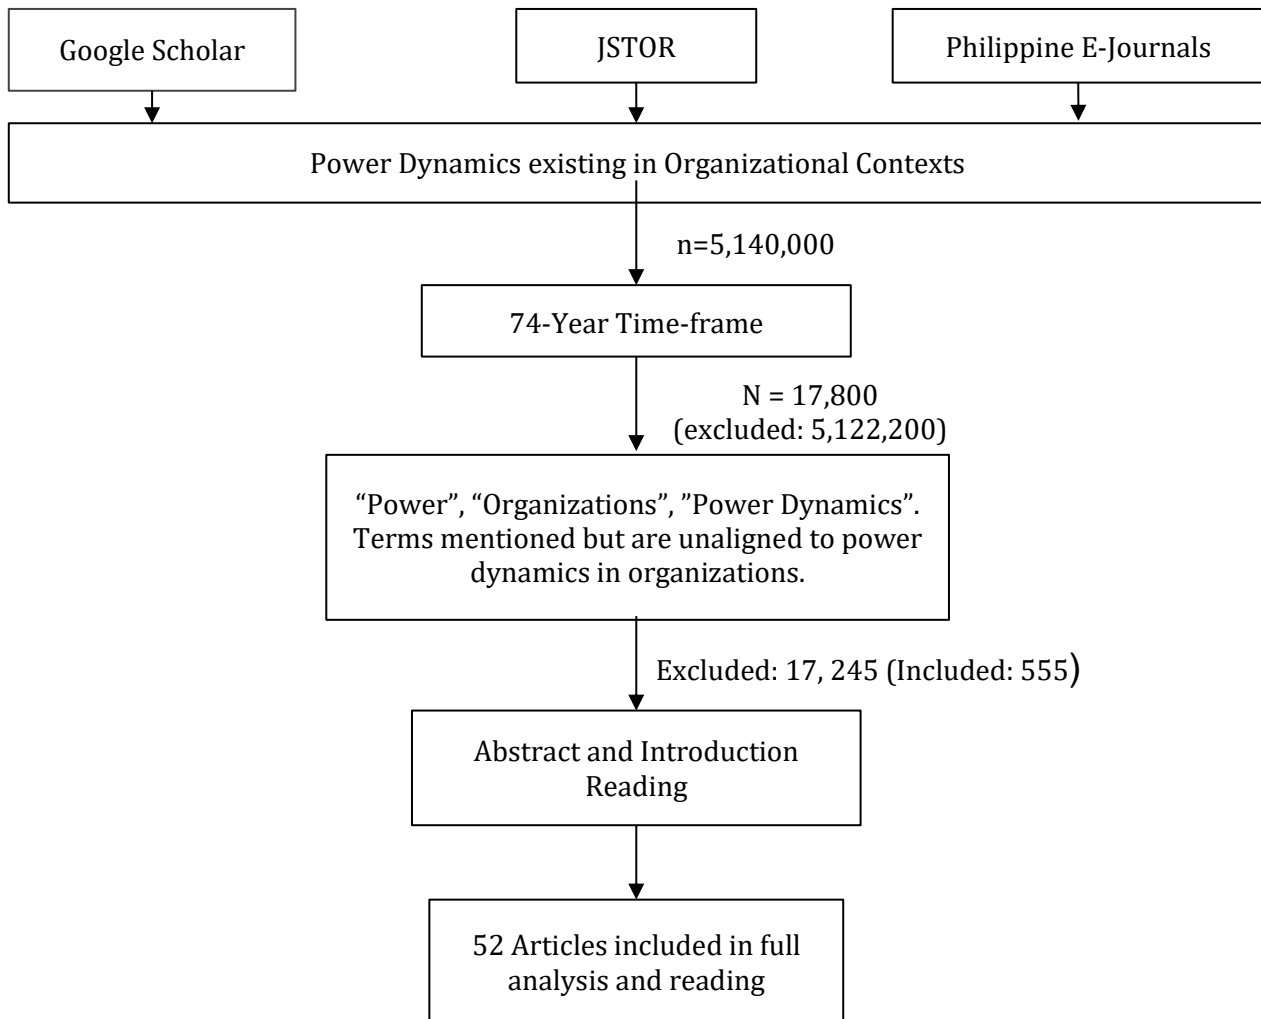 Google Scholar
JSTOR
Philippine E-Journals
Power Dynamics existing in Organizational Contexts
n=5,140,000
74-Year Time-frame
N = 17,800
(excluded: 5,122,200)
“Power”, “Organizations”, ”Power Dynamics”.
Terms mentioned but are unaligned to power
dynamics in organizations.
Excluded: 17, 245 (Included: 555)
Abstract and Introduction
Reading
52 Articles included in full
analysis and reading